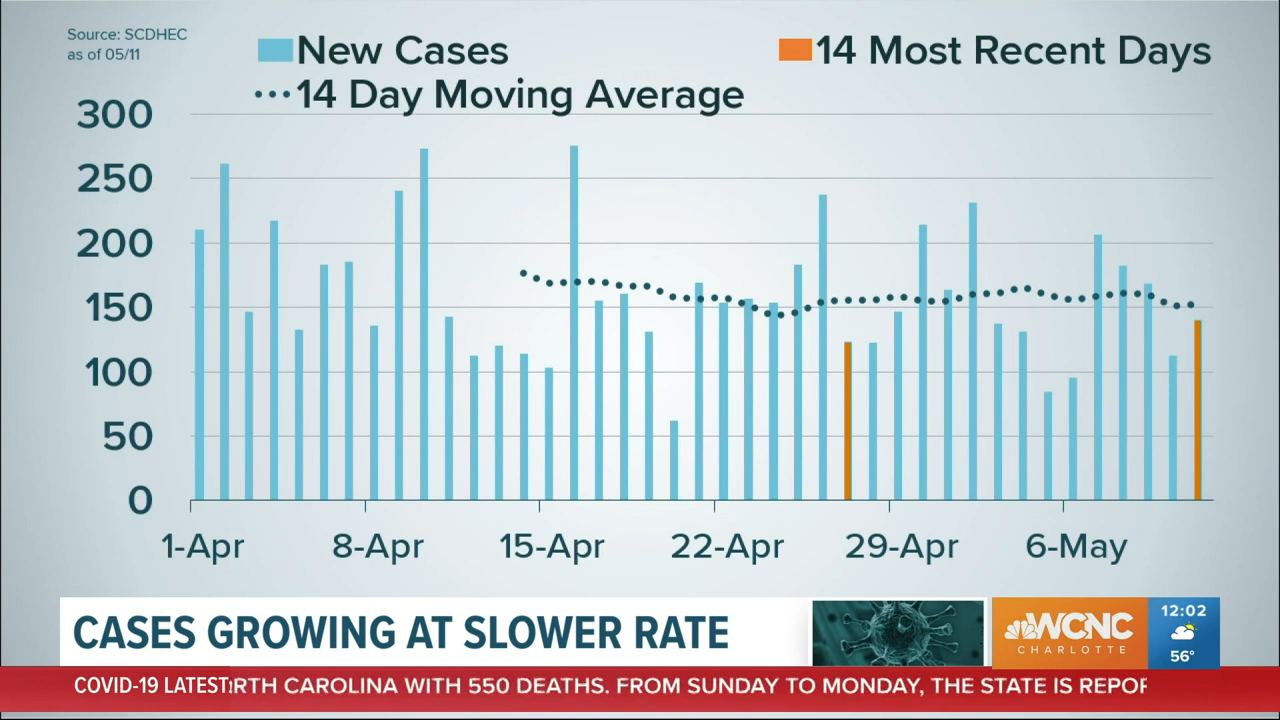 Source: SCDHEC
as of 05/11
New Cases
14 Most Recent Days
14 Day Moving Average
300
250
200
150
100
50
0
1-Apr 8-Apr 15-Apr 22-Apr 29-Apr 6-May
CASES GROWING AT SLOWER RATE
WCNC
CHARLOTTE
12:02
56°
COVID-19 LATEST: RTH CAROLINA WITH 550 DEATHS. FROM SUNDAY TO MONDAY, THE STATE IS REPOR